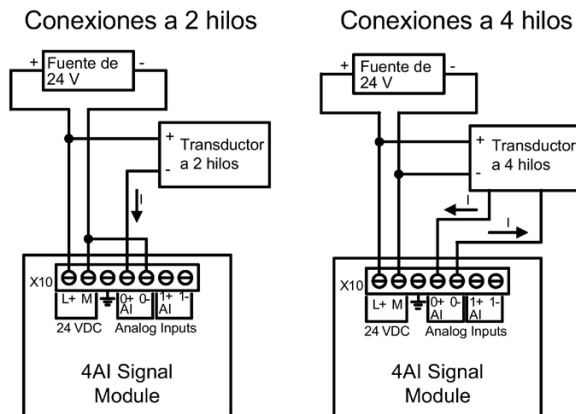 Conexiones a 2 hilos
+ Fuente de 24 V -
+ Transductor
- a 2 hilos
I
X10
L+ M 0+ 0- 1+ 1-
AI AI
24 VDC Analog Inputs
4AI Signal
Module
Conexiones a 4 hilos
+ Fuente de 24 V -
+ Transductor
- a 4 hilos
I
I
X10
L+ M 0+ 0- 1+ 1-
AI AI
24 VDC Analog Inputs
4AI Signal
Module